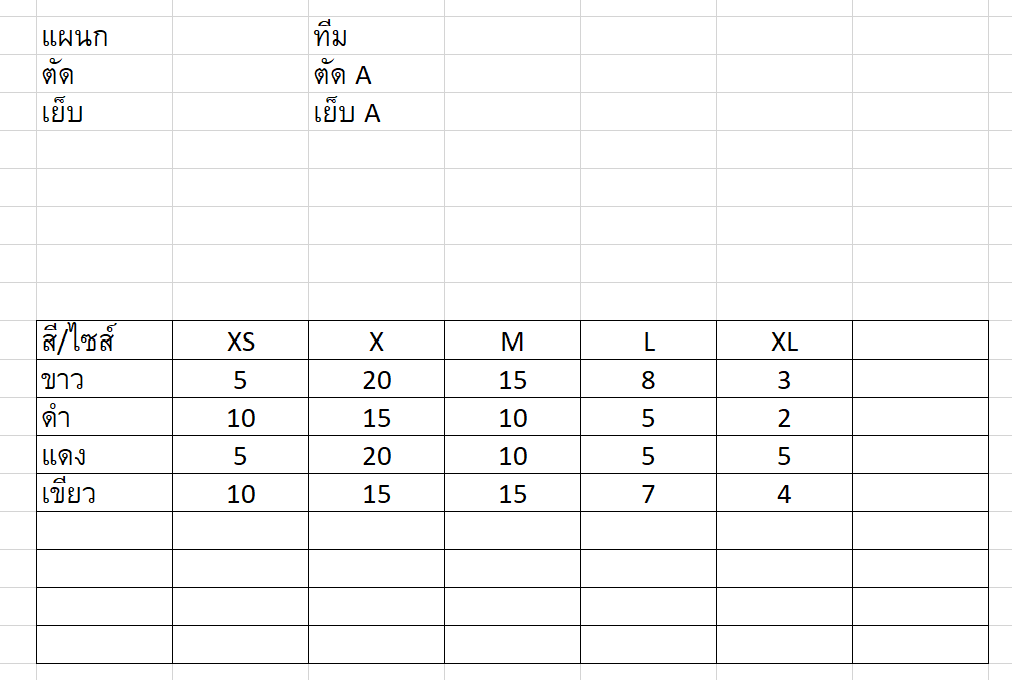 แผนก ทีม
ตัด ตัด A
เย็บ เย็บ A
สี/ไซส์ XS X M L XL
ขาว 5 20 15 8 3
ดำ 10 15 10 5 2
แดง 5 20 10 5 5
เขียว 10 15 15 7 4